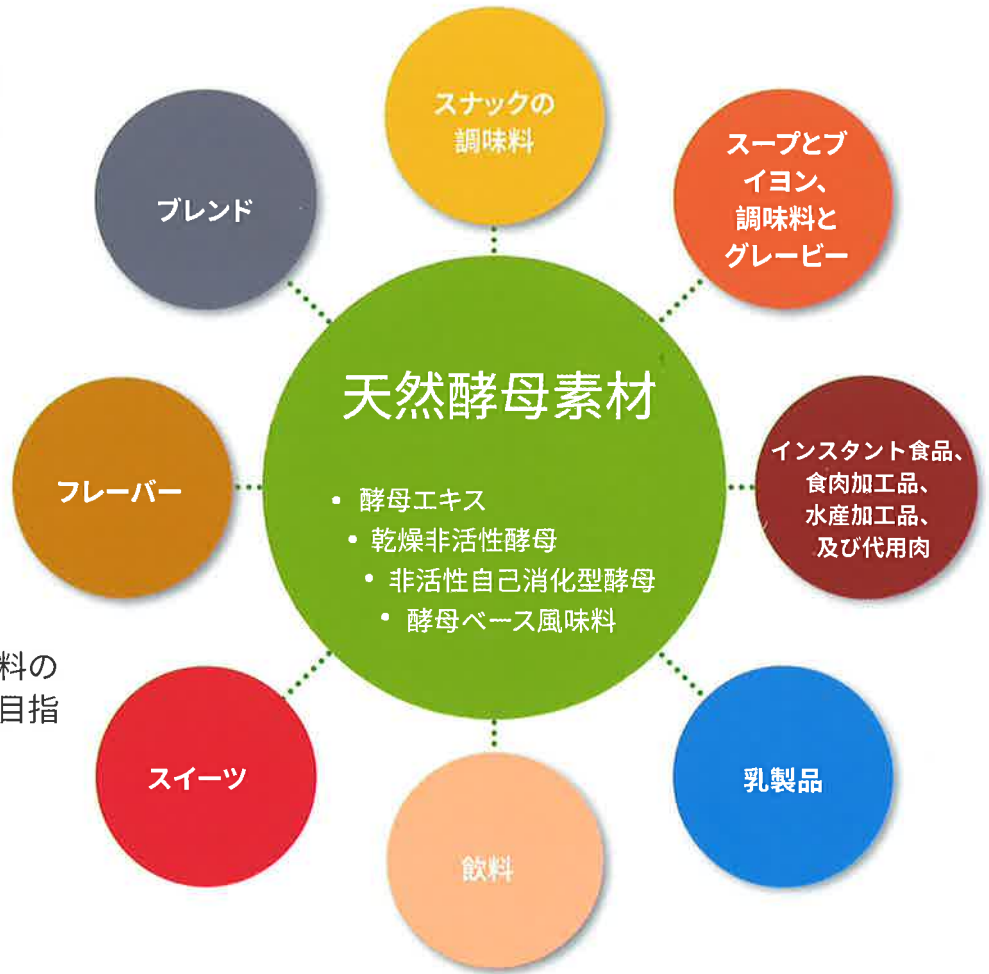 スナックの
調味料
スープとブ
イヨン、
調味料と
グレービー
ブレンド
天然酵母素材
• 酵母エキス
• 乾燥非活性酵母
• 非活性自己消化型酵母
• 酵母ベース風味料
フレーバー
インスタント食品、
食肉加工品、
水産加工品、
及び代用肉
料の
目指
スイーツ
乳製品
飲料